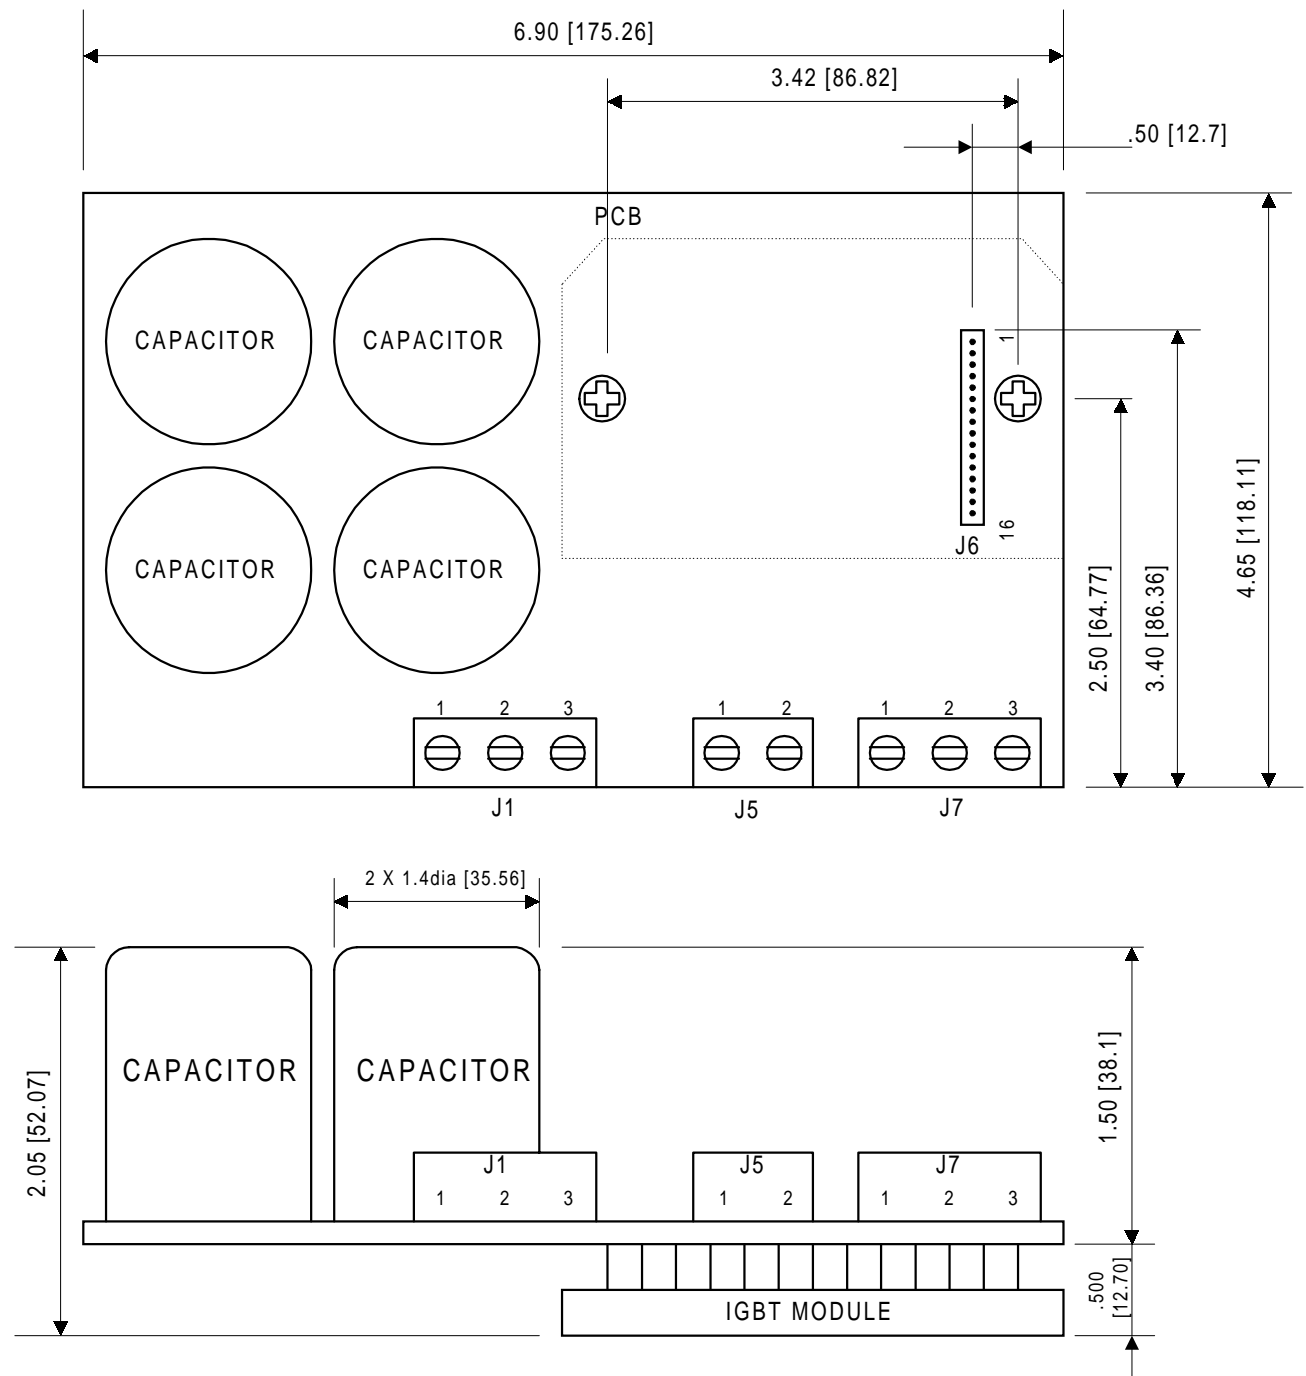 6.90 [175.26]
3.42 [86.82]
.50 [12.7]
PCB
CAPACITOR
CAPACITOR
1
16
J6
CAPACITOR
CAPACITOR
2.50 [64.77]
3.40 [86.36]
4.65 [118.11]
1 2 3
1 2
1 2 3
J1
J5
J7
2 X 1.4dia [35.56]
CAPACITOR
CAPACITOR
2.05 [52.07]
1.50 [38.1]
J1
1 2 3
J5
1 2
J7
1 2 3
.500
[12.70]
IGBT MODULE